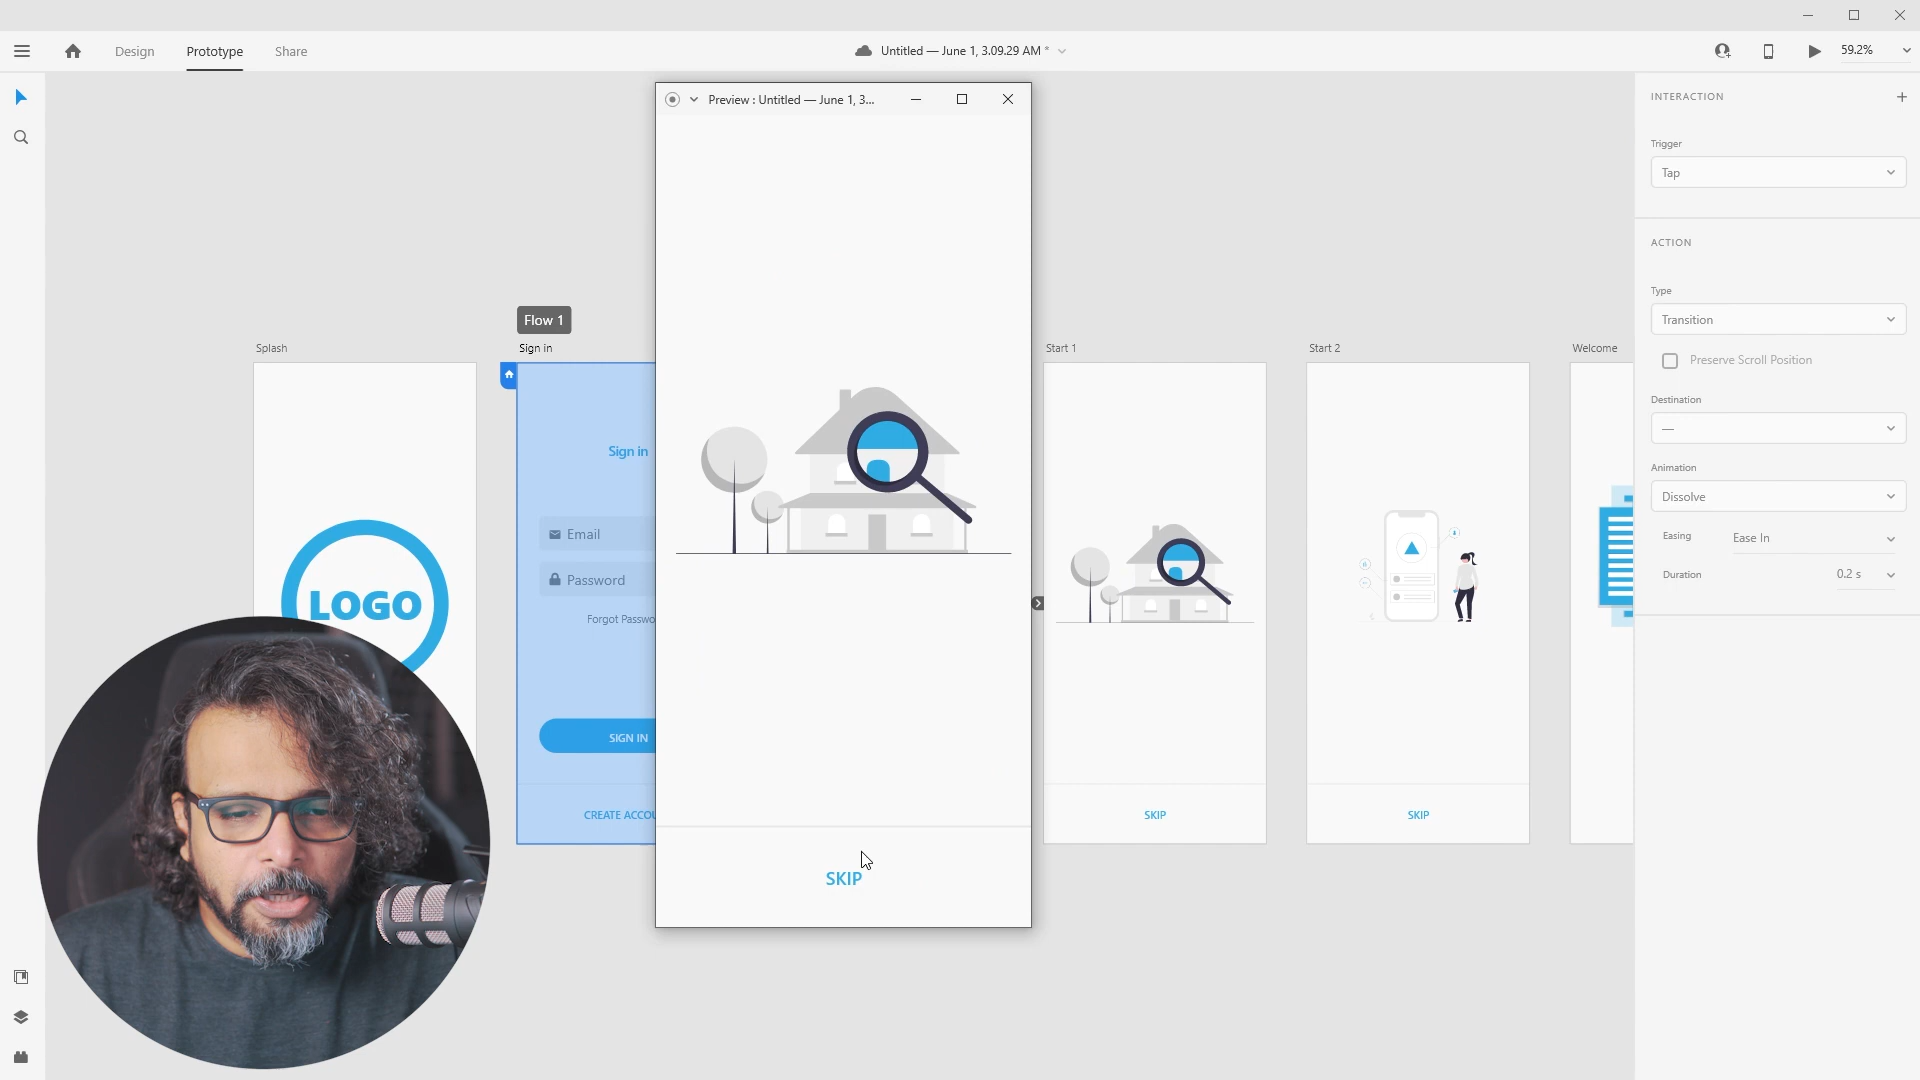 Design
Prototype
Share
Untitled — June 1, 3.09.29 AM *
59.2%
Preview : Untitled — June 1, 3...
SKIP
Flow 1
Splash
LOGO
Sign in
Sign in
Email
Password
Forgot Passwo
SIGN IN
CREATE ACCOU
Start 1
SKIP
Start 2
SKIP
Welcome
INTERACTION
Trigger
Tap
ACTION
Type
Transition
Preserve Scroll Position
Destination
—
Animation
Dissolve
Easing
Ease In
Duration
0.2 s